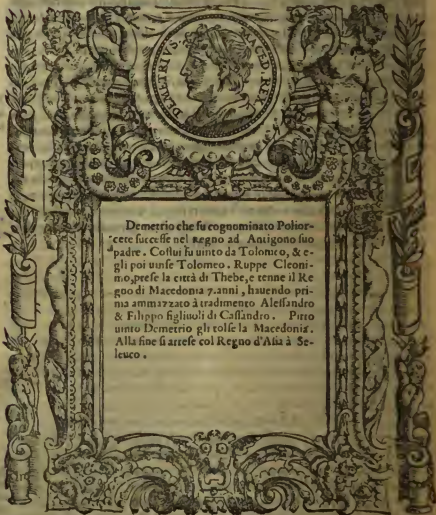 DEMETRIVS. MACED. REX
Demetrio che fu cognominato Polior-
cete successe nel Regno ad Antigono suo
padre. Costui fu uinto da Tolomeo, & e-
gli poi uinse Tolomeo. Ruppe Cleoni-
mo, prese la città di Thebe, e tenne il Re
gno di Macedonia 7. anni, hauendo pri-
ma ammazzato à tradimento Alessandro
& Filippo figliuoli di Cassandro. Pirro
uinto Demetrio gli tolse la Macedonia.
Alla fine si arrese col Regno d'Asia à Se-
leuco.